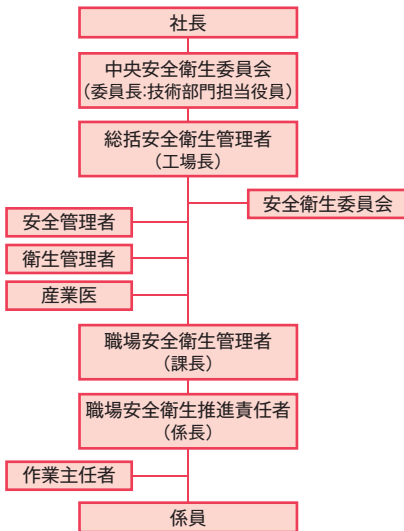 社長
中央安全衛生委員会
(委員長:技術部門担当役員)
総括安全衛生管理者
(工場長)
安全衛生委員会
安全管理者
衛生管理者
産業医
職場安全衛生管理者
(課長)
職場安全衛生推進責任者
(係長)
作業主任者
係員